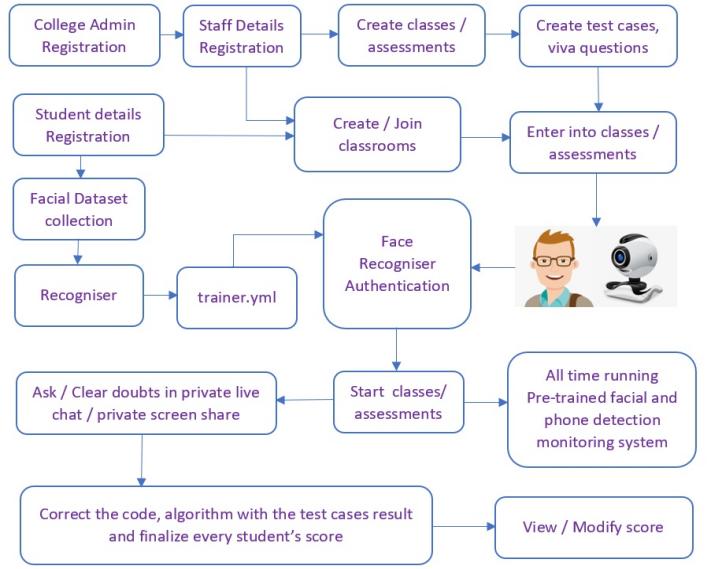 College Admin
Registration
Staff Details
Registration
Create classes /
assessments
Create test cases,
viva questions
Student details
Registration
Create / Join
classrooms
Enter into classes /
assessments
Facial Dataset
collection
Face
Recogniser
Authentication
Recogniser
trainer.yml
Ask / Clear doubts in private live
chat / private screen share
Start classes/
assessments
All time running
Pre-trained facial and
phone detection
monitoring system
Correct the code, algorithm with the test cases result
and finalize every student’s score
View / Modify score